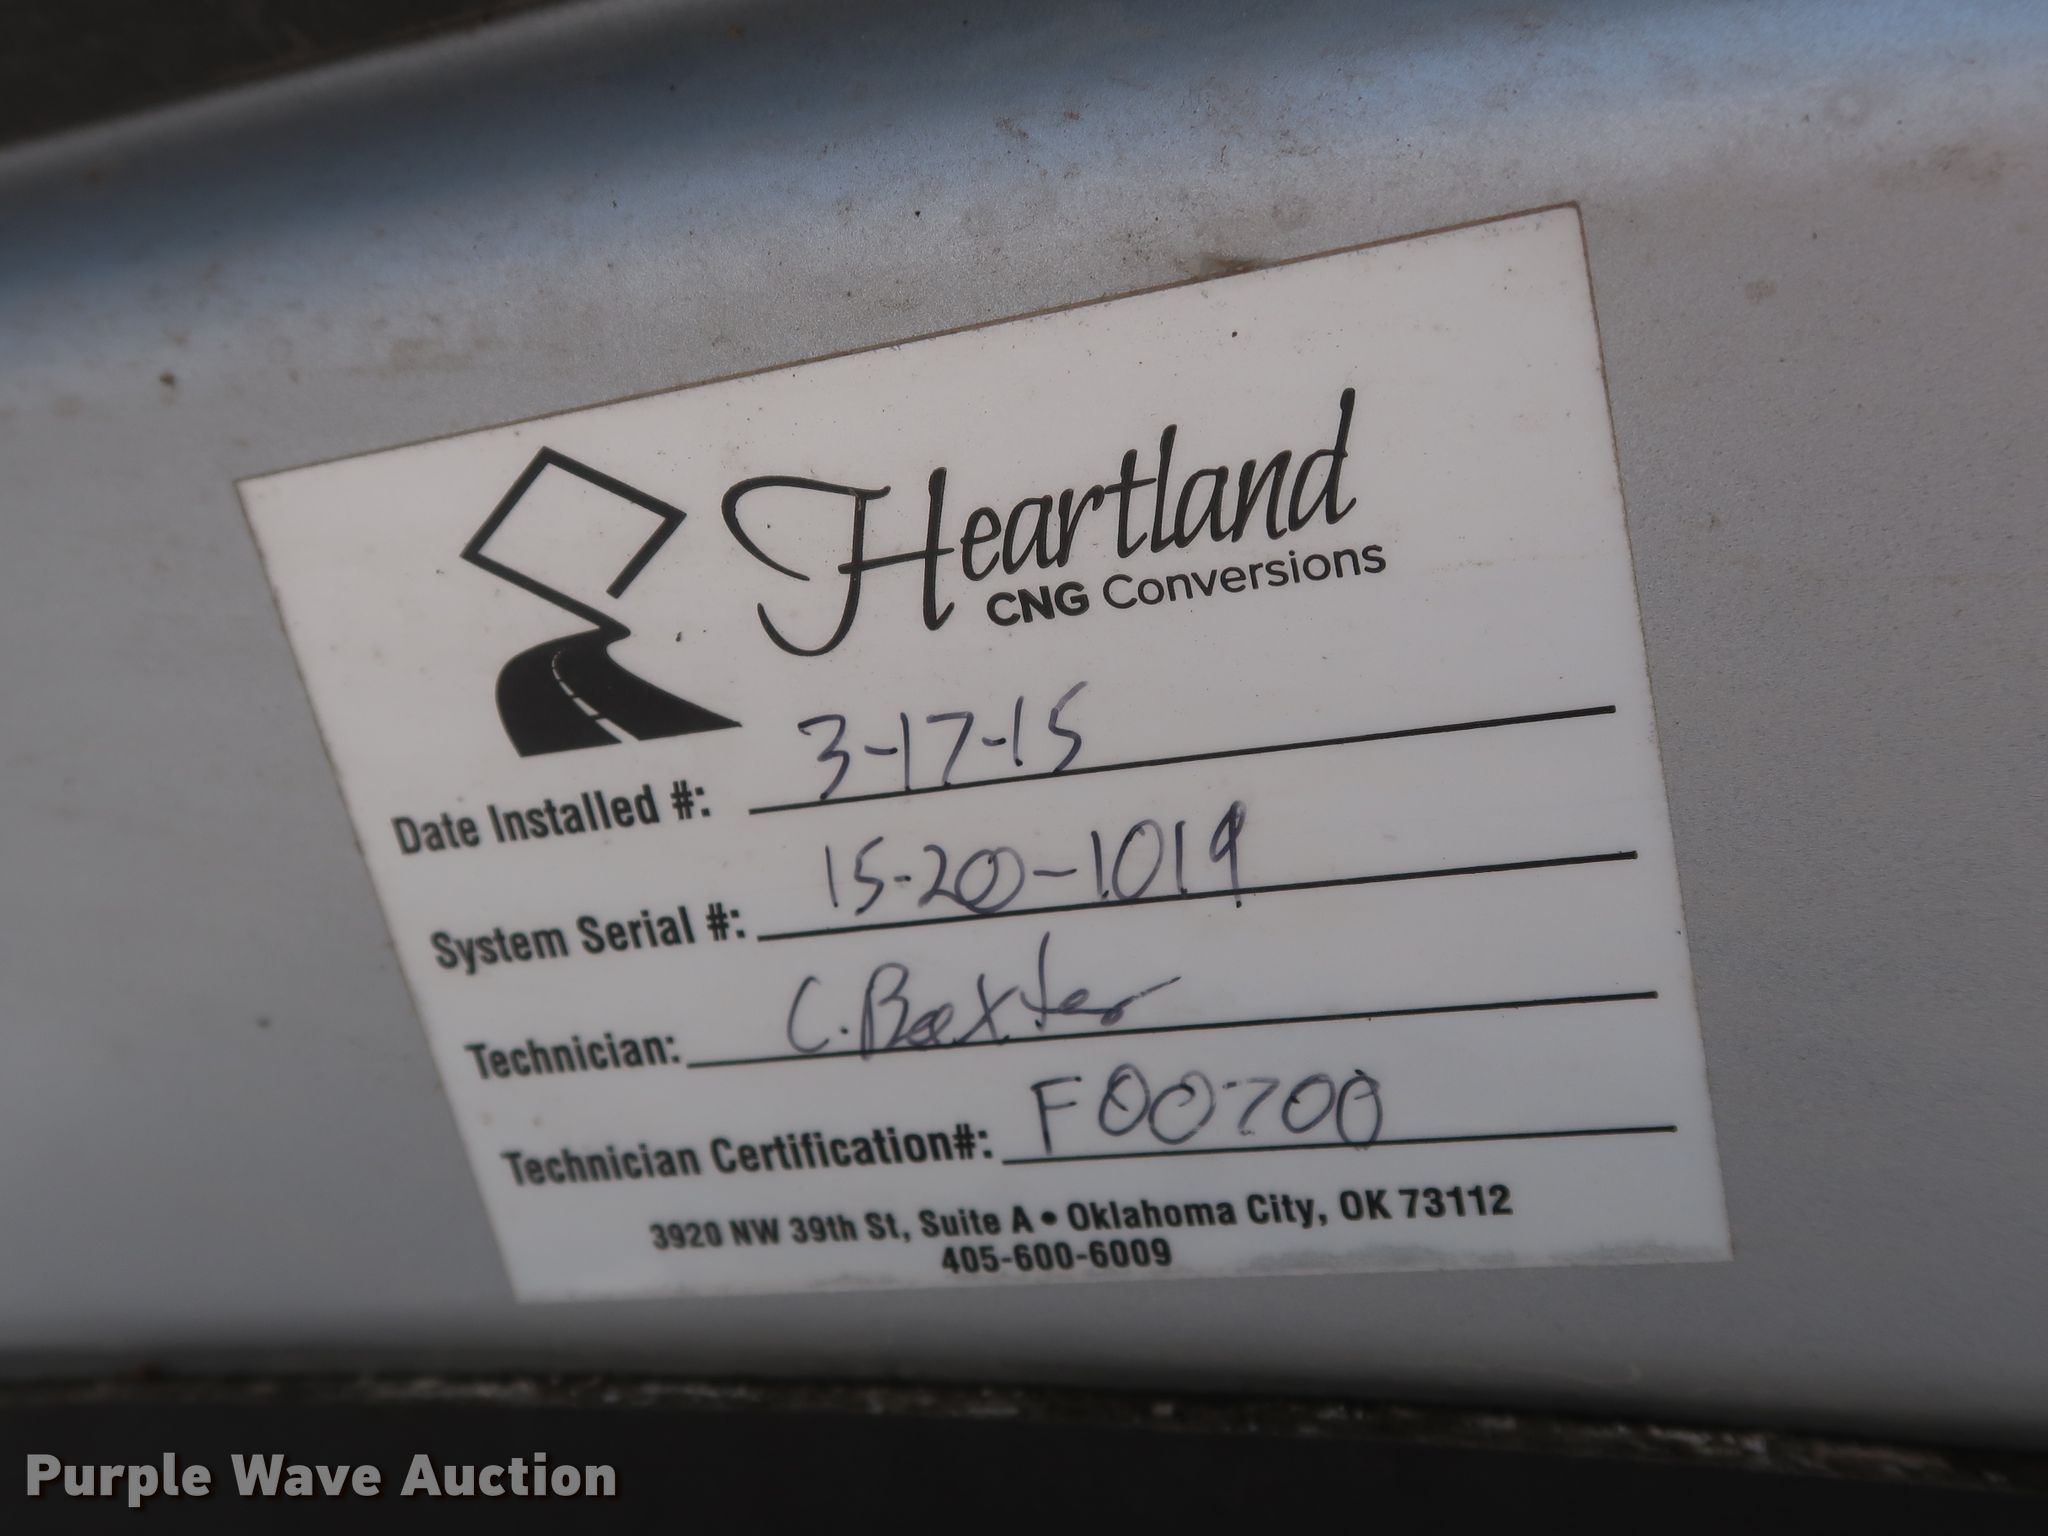 Heartland
CNG Conversions
Date Installed #: 3-17-15
System Serial #: 15-200-1019
Technician: C. Baxter
Technician Certification#: F00700
3920 NW 39th St, Suite A • Oklahoma City, OK 73112
405-600-6009
Purple Wave Auction